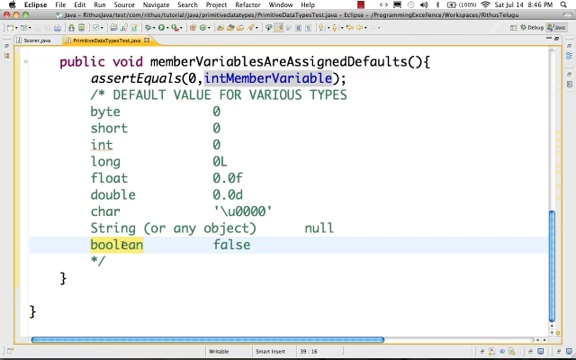 Eclipse File Edit Run Source Navigate Search Project Refactor Window Help (100%) Sat Jul 14 8:46 PM
Java - RithusJava/test/com/rithus/tutorial/java/primitivedatatypes/PrimitiveDataTypesTest.java - Eclipse - /ProgrammingExcellence/Workspaces/RithusTelugu
Debug Java
Scorer.java PrimitiveDataTypesTest.java
public void memberVariablesAreAssignedDefaults(){
assertEquals(0,intMemberVariable);
/* DEFAULT VALUE FOR VARIOUS TYPES
byte 0
short 0
int 0
long 0L
float 0.0f
double 0.0d
char '\u0000'
String (or any object) null
boolean false
*/
}
}
Writable Smart Insert 39 : 16